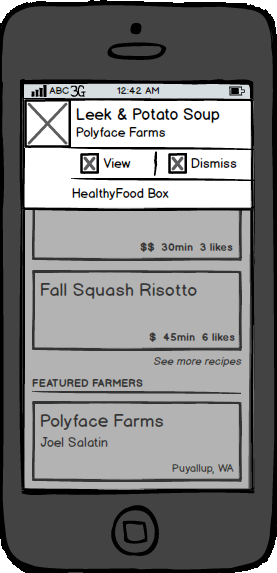 ABC 3G 12:42 AM
Leek & Potato Soup
Polyface Farms
View Dismiss
HealthyFood Box
$$ 30min 3 likes
Fall Squash Risotto
$ 45min 6 likes
See more recipes
FEATURED FARMERS
Polyface Farms
Joel Salatin
Puyallup, WA